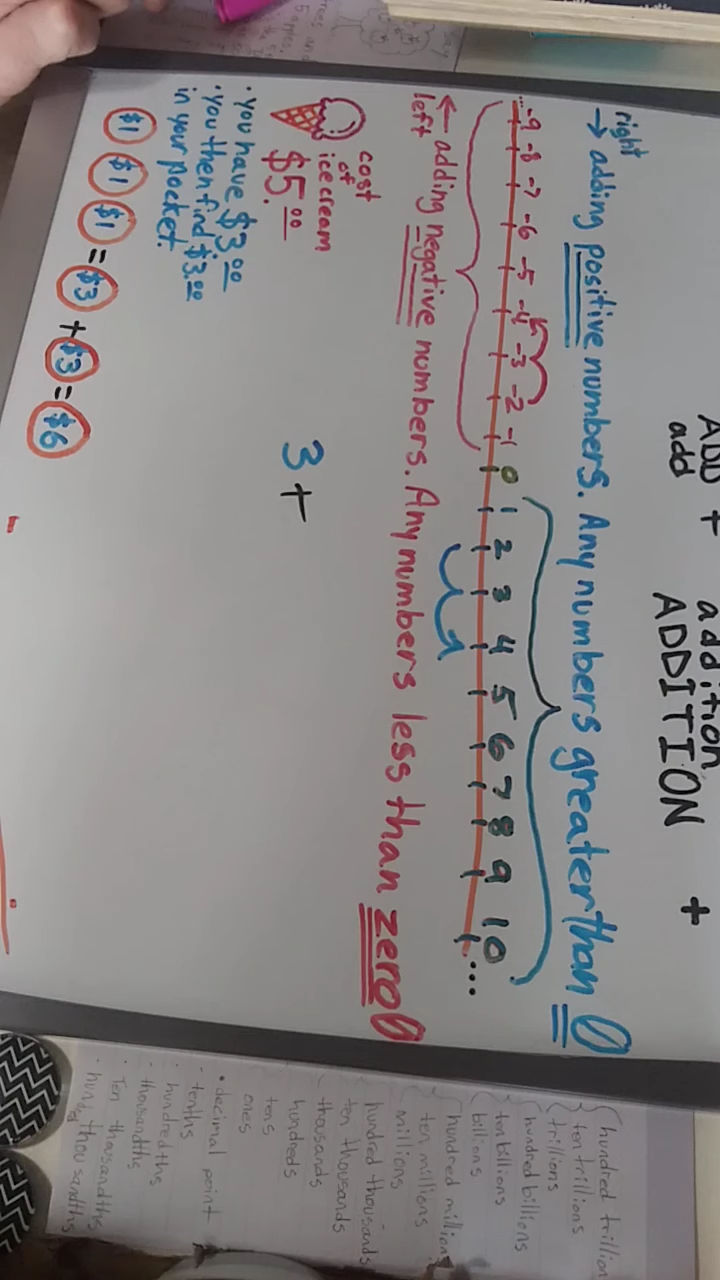 ADD + addition
add ADDITION +
right
→ adding positive numbers. Any numbers greater than 0
...-9 -8 -7 -6 -5 -4 -3 -2 -1 0 1 2 3 4 5 6 7 8 9 10...
← adding negative numbers. Any numbers less than zero 0
left
cost
of
ice cream
$5.00
3 +
• you have $3.00
• you then find $3.00
in your pocket.
$1 $1 $1 = $3 + $3 = $6
hundred trillion
ten trillions
trillions
hundred billions
ten billions
billions
hundred million
ten millions
millions
hundred thousands
ten thousands
thousands
hundreds
tens
ones
• decimal point
- tenths
- hundredths
- thousandths
• Ten thousandths
• hundred thousandths